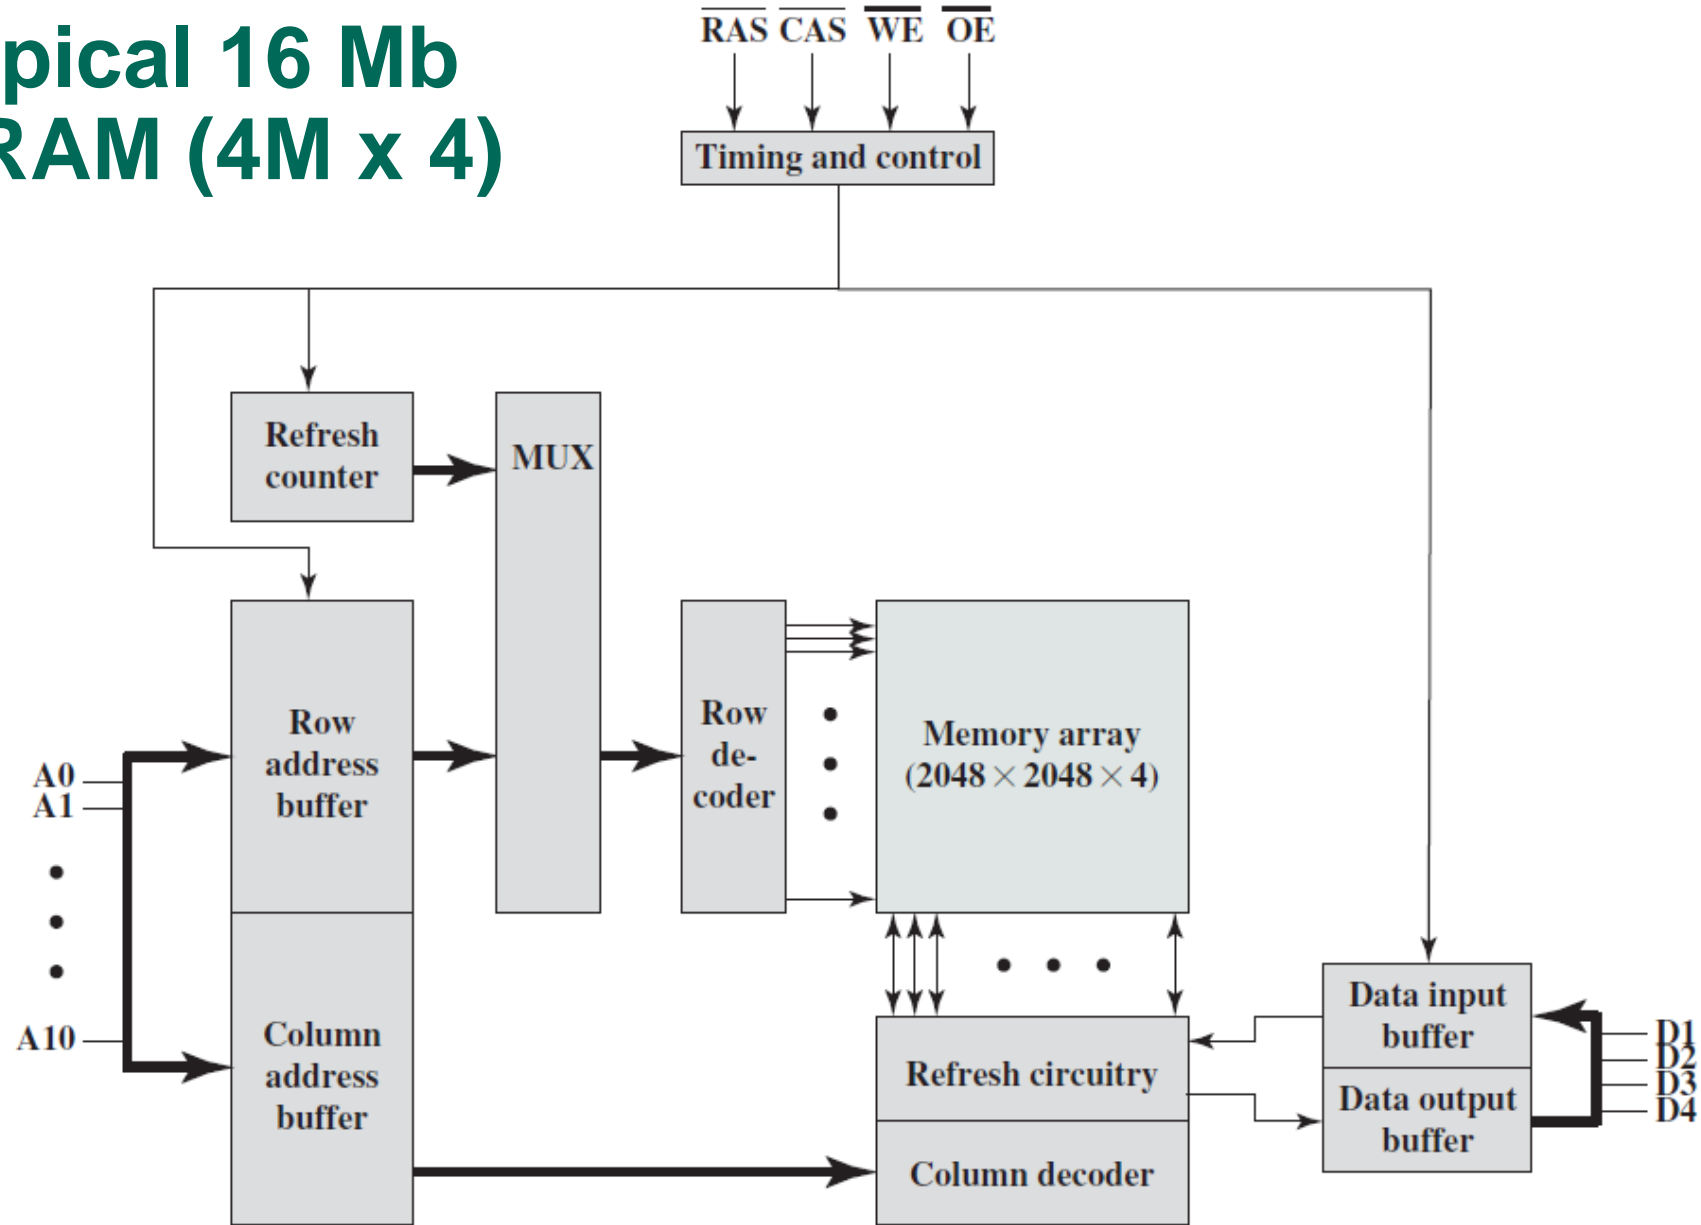 pical 16 Mb
RAM (4M x 4)
RAS CAS WE OE
Timing and control
Refresh
counter
MUX
Row
address
buffer
Row
de-
coder
Memory array
(2048 × 2048 × 4)
A0
A1
A10
Column
address
buffer
Refresh circuitry
Column decoder
Data input
buffer
Data output
buffer
D1
D2
D3
D4